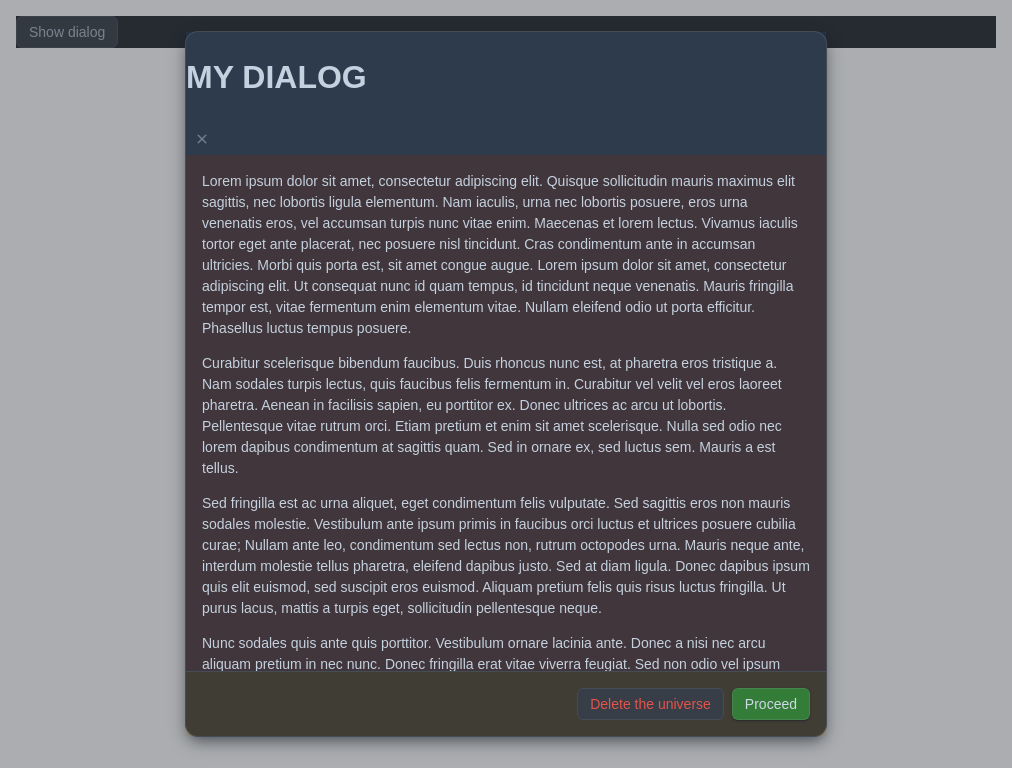 Show dialog
MY DIALOG
×
Lorem ipsum dolor sit amet, consectetur adipiscing elit. Quisque sollicitudin mauris maximus elit
sagittis, nec lobortis ligula elementum. Nam iaculis, urna nec lobortis posuere, eros urna
venenatis eros, vel accumsan turpis nunc vitae enim. Maecenas et lorem lectus. Vivamus iaculis
tortor eget ante placerat, nec posuere nisl tincidunt. Cras condimentum ante in accumsan
ultricies. Morbi quis porta est, sit amet congue augue. Lorem ipsum dolor sit amet, consectetur
adipiscing elit. Ut consequat nunc id quam tempus, id tincidunt neque venenatis. Mauris fringilla
tempor est, vitae fermentum enim elementum vitae. Nullam eleifend odio ut porta efficitur.
Phasellus luctus tempus posuere.
Curabitur scelerisque bibendum faucibus. Duis rhoncus nunc est, at pharetra eros tristique a.
Nam sodales turpis lectus, quis faucibus felis fermentum in. Curabitur vel velit vel eros laoreet
pharetra. Aenean in facilisis sapien, eu porttitor ex. Donec ultrices ac arcu ut lobortis.
Pellentesque vitae rutrum orci. Etiam pretium et enim sit amet scelerisque. Nulla sed odio nec
lorem dapibus condimentum at sagittis quam. Sed in ornare ex, sed luctus sem. Mauris a est
tellus.
Sed fringilla est ac urna aliquet, eget condimentum felis vulputate. Sed sagittis eros non mauris
sodales molestie. Vestibulum ante ipsum primis in faucibus orci luctus et ultrices posuere cubilia
curae; Nullam ante leo, condimentum sed lectus non, rutrum octopodes urna. Mauris neque ante,
interdum molestie tellus pharetra, eleifend dapibus justo. Sed at diam ligula. Donec dapibus ipsum
quis elit euismod, sed suscipit eros euismod. Aliquam pretium felis quis risus luctus fringilla. Ut
purus lacus, mattis a turpis eget, sollicitudin pellentesque neque.
Nunc sodales quis ante quis porttitor. Vestibulum ornare lacinia ante. Donec a nisi nec arcu
aliquam pretium in nec nunc. Donec fringilla erat vitae viverra feugiat. Sed non odio vel ipsum
Delete the universe
Proceed